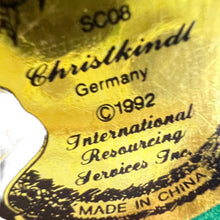 SC08
Christkindl
Germany
©1992
International
Resourcing
Services Inc.
MADE IN CHINA